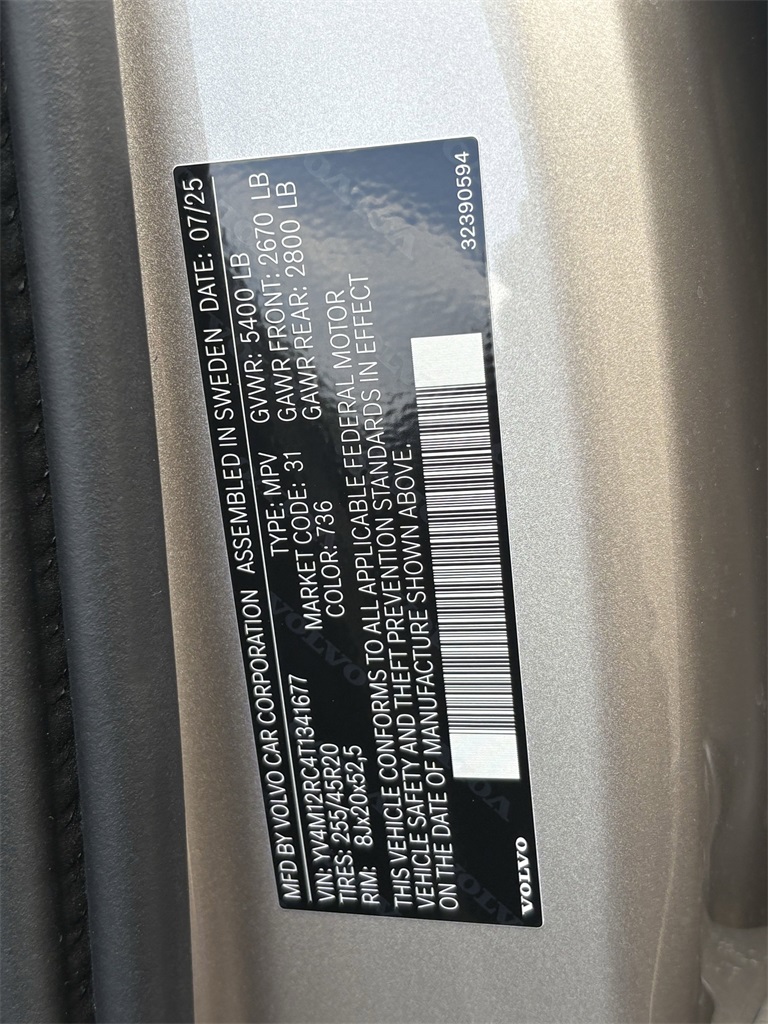 MFD BY VOLVO CAR CORPORATION ASSEMBLED IN SWEDEN DATE: 07/25
VIN: YV4M12RC4T1341677 TYPE: MPV GVWR: 5400 LB
TIRES: 255/45R20 MARKET CODE: 31 GAWR FRONT: 2670 LB
RIM: 8Jx20x52,5 COLOR: 736 GAWR REAR: 2800 LB
THIS VEHICLE CONFORMS TO ALL APPLICABLE FEDERAL MOTOR
VEHICLE SAFETY AND THEFT PREVENTION STANDARDS IN EFFECT
ON THE DATE OF MANUFACTURE SHOWN ABOVE.
VOLVO
32390594